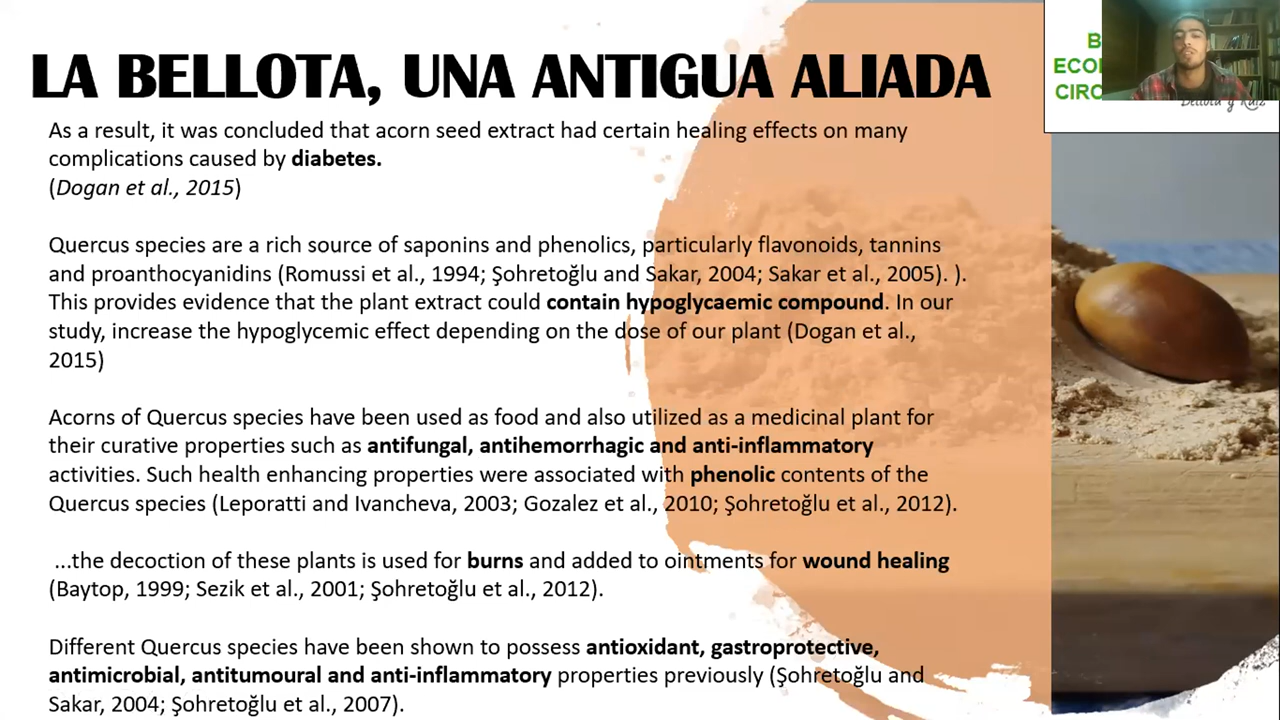 LA BELLOTA, UNA ANTIGUA ALIADA
As a result, it was concluded that acorn seed extract had certain healing effects on many
complications caused by diabetes.
(Dogan et al., 2015)
Quercus species are a rich source of saponins and phenolics, particularly flavonoids, tannins
and proanthocyanidins (Romussi et al., 1994; Şohretoğlu and Sakar, 2004; Sakar et al., 2005). ).
This provides evidence that the plant extract could contain hypoglycaemic compound. In our
study, increase the hypoglycemic effect depending on the dose of our plant (Dogan et al.,
2015)
Acorns of Quercus species have been used as food and also utilized as a medicinal plant for
their curative properties such as antifungal, antihemorrhagic and anti-inflammatory
activities. Such health enhancing properties were associated with phenolic contents of the
Quercus species (Leporatti and Ivancheva, 2003; Gozalez et al., 2010; Şohretoğlu et al., 2012).
...the decoction of these plants is used for burns and added to ointments for wound healing
(Baytop, 1999; Sezik et al., 2001; Şohretoğlu et al., 2012).
Different Quercus species have been shown to possess antioxidant, gastroprotective,
antimicrobial, antitumoural and anti-inflammatory properties previously (Şohretoğlu and
Sakar, 2004; Şohretoğlu et al., 2007).
B
ECO
CIRC